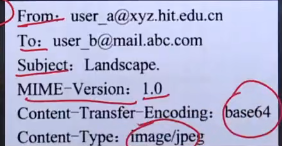 From: user_a@xyz.hit.edu.cn
To: user_b@mail.abc.com
Subject: Landscape.
MIME-Version: 1.0
Content-Transfer-Encoding: base64
Content-Type: image/jpeg